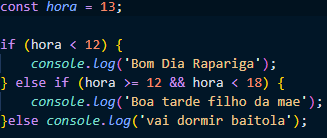 const hora = 13;
if (hora < 12) {
console.log('Bom Dia Rapariga');
} else if (hora >= 12 && hora < 18) {
console.log('Boa tarde filho da mae');
}else console.log('vai dormir baitola');